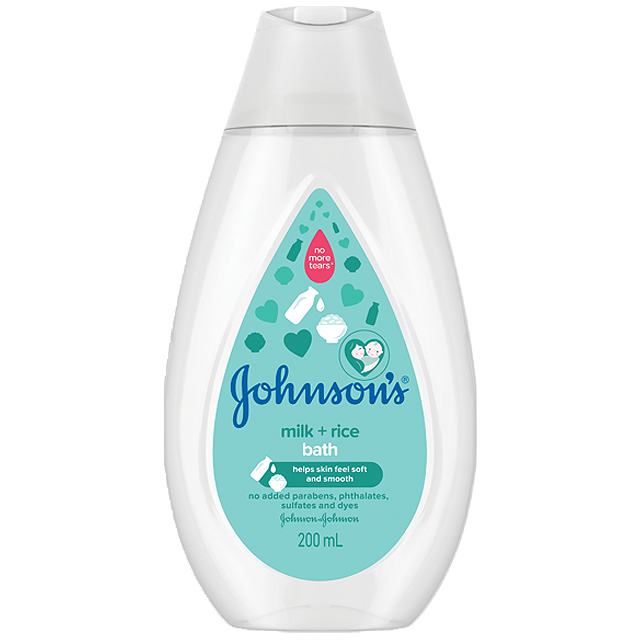 no
more
tears®
Johnson's®
milk + rice
bath
helps skin feel soft
and smooth
no added parabens, phthalates,
sulfates and dyes
Johnson & Johnson
200 mL